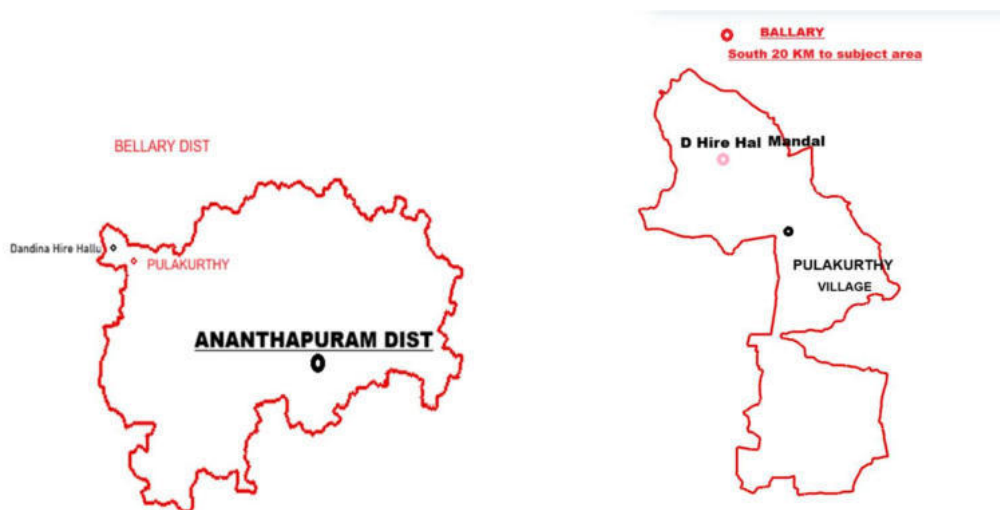 BELLARY DIST
Dandina Hire Hallu
PULAKURTHY
ANANTHAPURAM DIST
BALLARY
South 20 KM to subject area
D Hire Hal Mandal
PULAKURTHY
VILLAGE